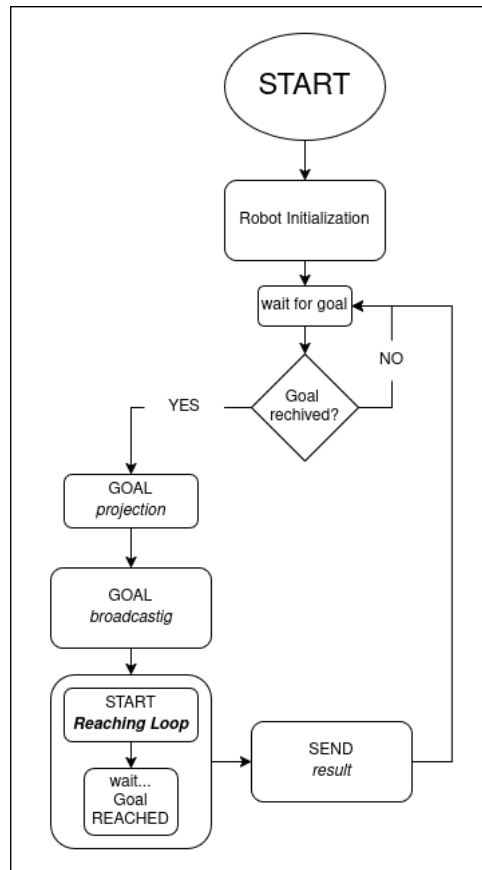 START
Robot Initialization
wait for goal
NO
Goal
rechived?
YES
GOAL
projection
GOAL
broadcastig
START
Reaching Loop
wait...
Goal
REACHED
SEND
result